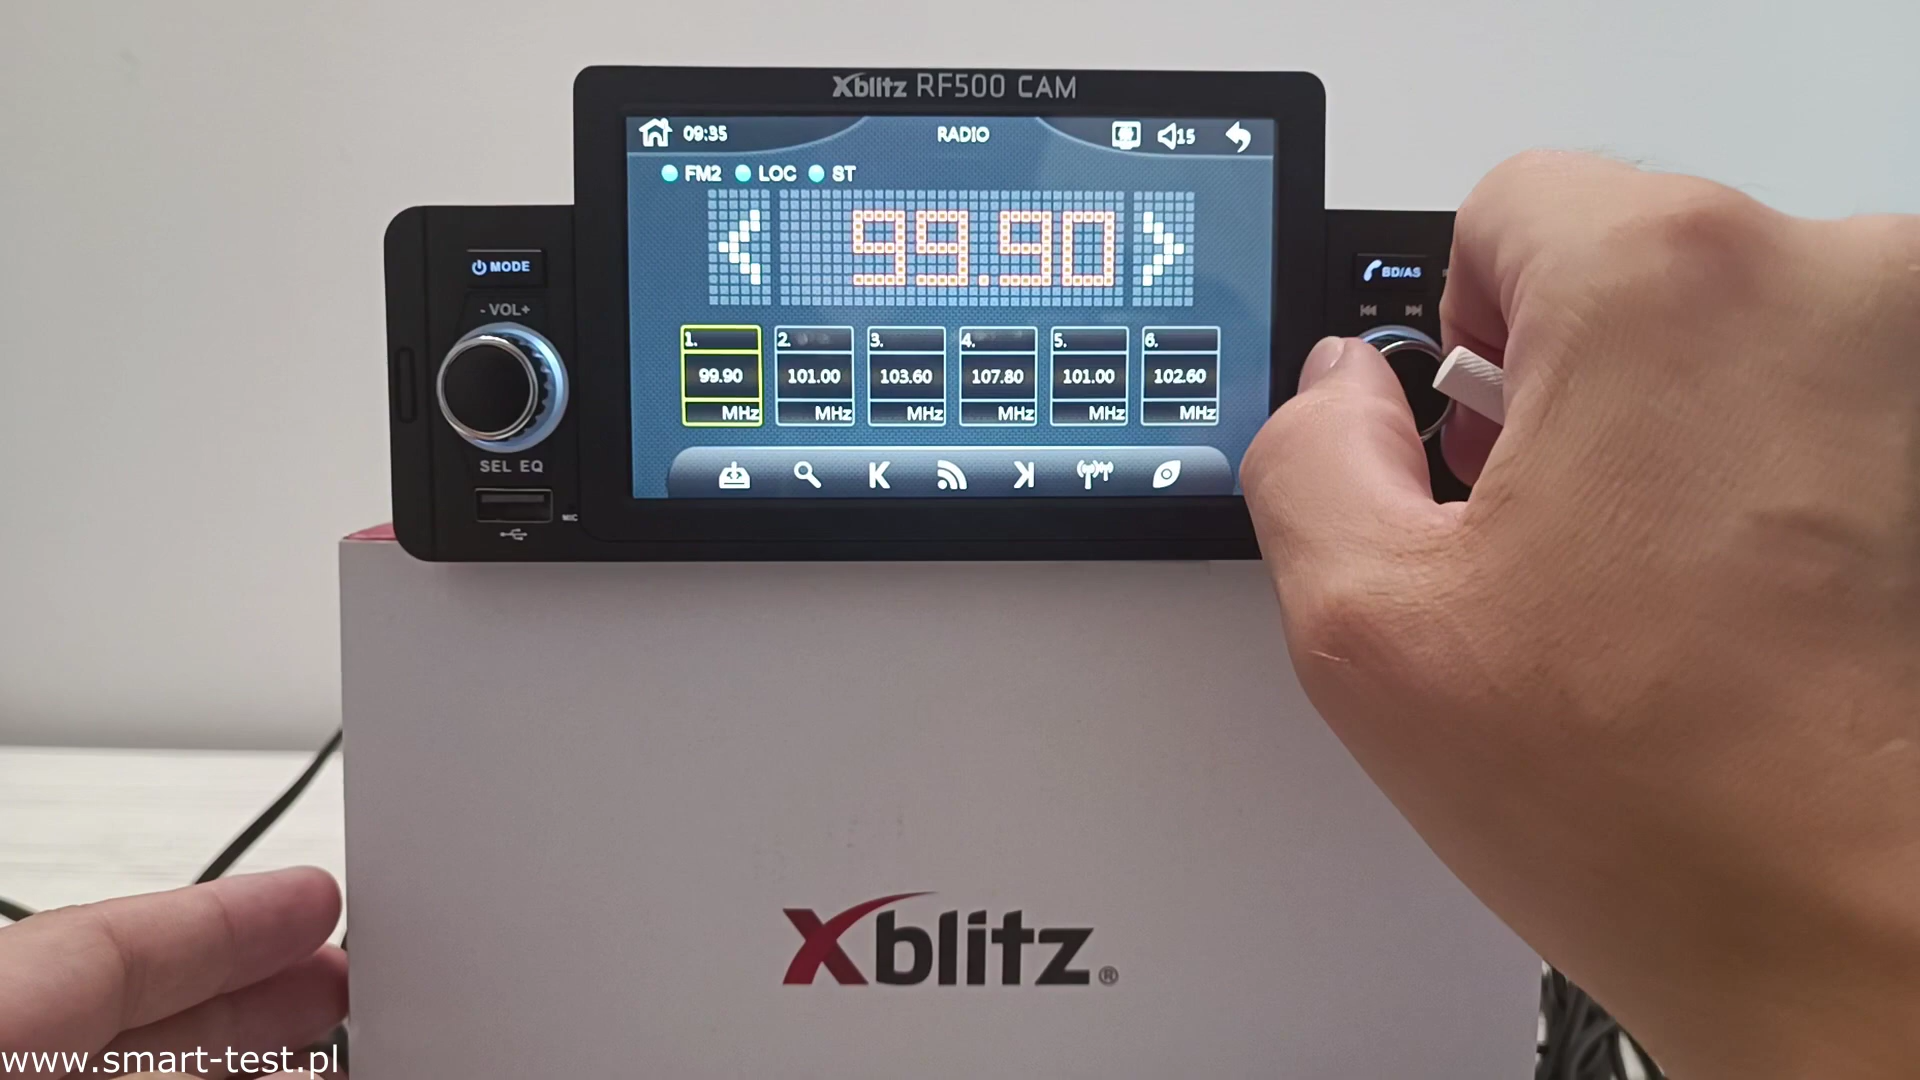 Xblitz RF500 CAM
09:35
RADIO
15
FM2 LOC ST
99.90
MODE
- VOL+
SEL EQ
MIC
BD/AS
1.
99.90
MHz
2.
101.00
MHz
3.
103.60
MHz
4.
107.80
MHz
5.
101.00
MHz
6.
102.60
MHz
Xblitz®
www.smart-test.pl